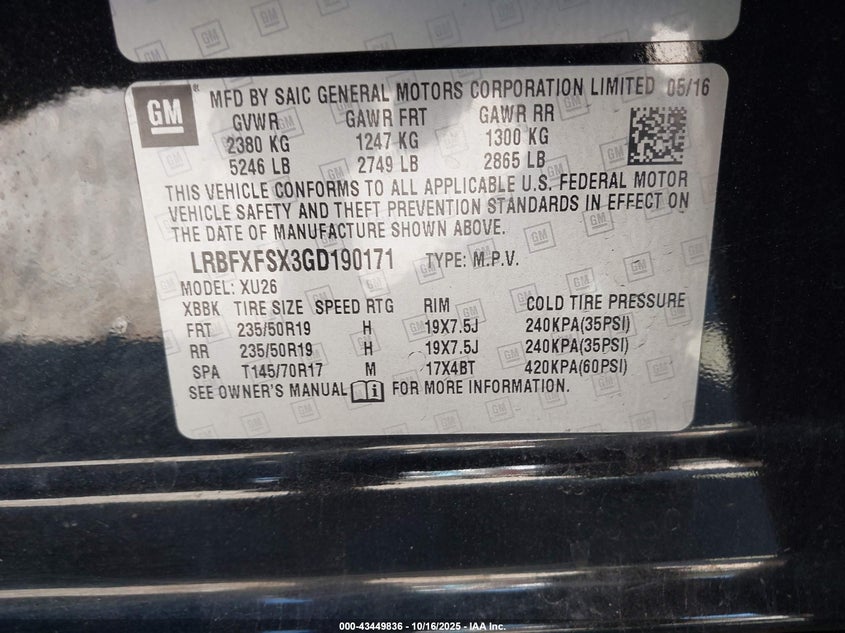 GM
MFD BY SAIC GENERAL MOTORS CORPORATION LIMITED 05/16
GVWR GAWR FRT GAWR RR
2380 KG 1247 KG 1300 KG
5246 LB 2749 LB 2865 LB
THIS VEHICLE CONFORMS TO ALL APPLICABLE U.S. FEDERAL MOTOR
VEHICLE SAFETY AND THEFT PREVENTION STANDARDS IN EFFECT ON
THE DATE OF MANUFACTURE SHOWN ABOVE.
LRBFXFSX3GD190171 TYPE: M.P.V.
MODEL: XU26
XBBK TIRE SIZE SPEED RTG RIM COLD TIRE PRESSURE
FRT 235/50R19 H 19X7.5J 240KPA(35PSI)
RR 235/50R19 H 19X7.5J 240KPA(35PSI)
SPA T145/70R17 M 17X4BT 420KPA(60PSI)
SEE OWNER'S MANUAL i FOR MORE INFORMATION.
000-43449836 - 10/16/2025 - IAA Inc.